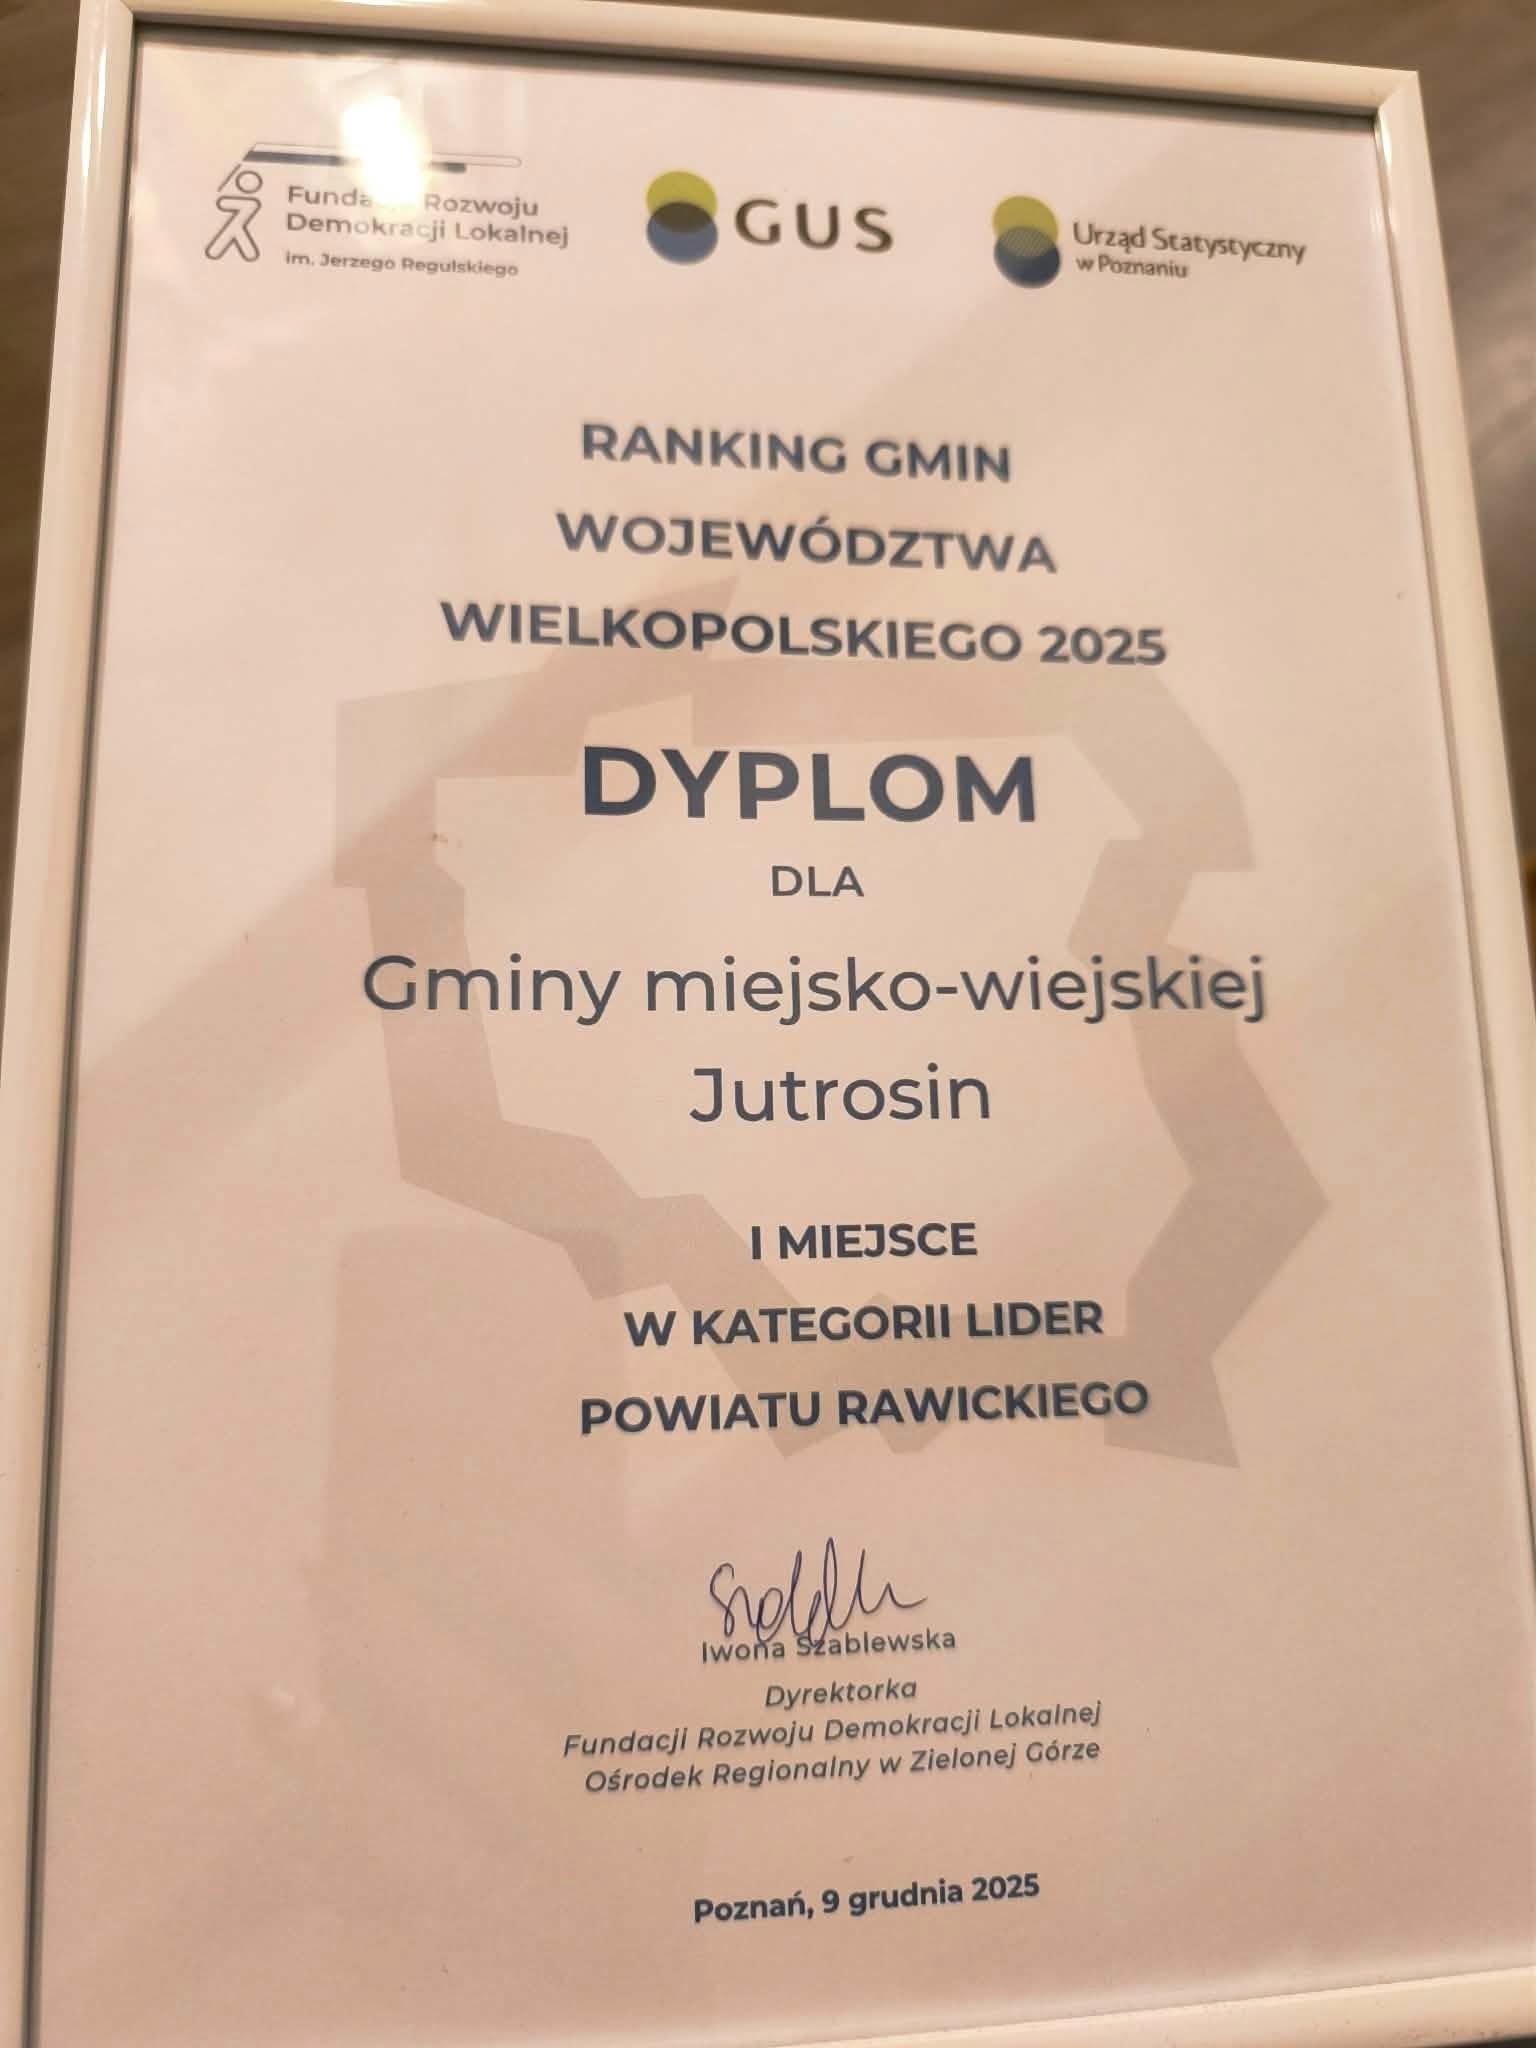 Fundacja Rozwoju
Demokracji Lokalnej
im. Jerzego Regulskiego
GUS
Urząd Statystyczny
w Poznaniu
RANKING GMIN
WOJEWÓDZTWA
WIELKOPOLSKIEGO 2025
DYPLOM
DLA
Gminy miejsko-wiejskiej
Jutrosin
I MIEJSCE
W KATEGORII LIDER
POWIATU RAWICKIEGO
Iwona Szablewska
Dyrektorka
Fundacji Rozwoju Demokracji Lokalnej
Ośrodek Regionalny w Zielonej Górze
Poznań, 9 grudnia 2025